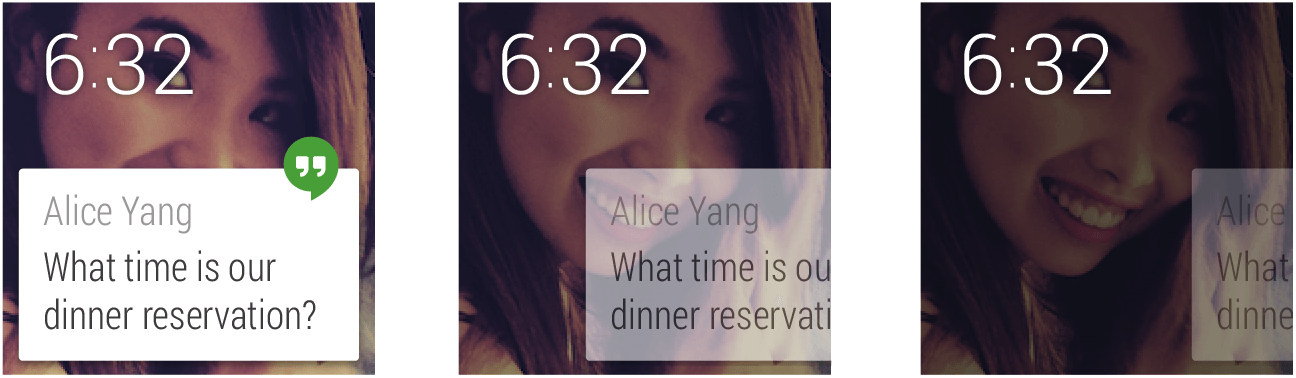 6:32
Alice Yang
What time is our
dinner reservation?
6:32
Alice Yang
What time is ou
dinner reservati
6:32
Alice
What
dinne